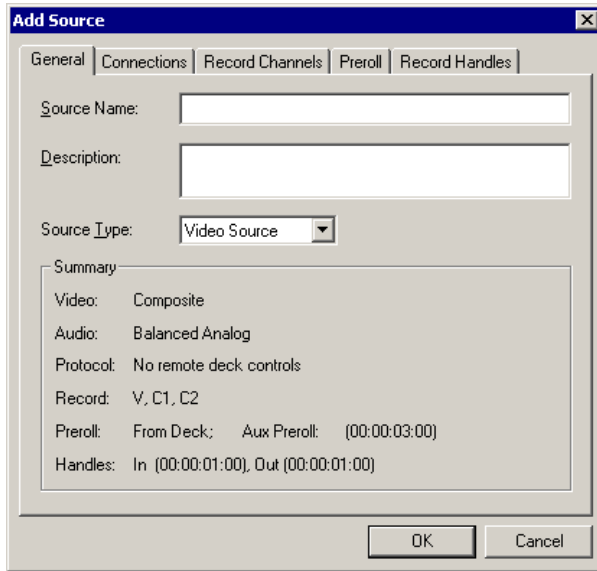 Add Source
General Connections Record Channels Preroll Record Handles
Source Name:
Description:
Source Type: Video Source
Summary
Video: Composite
Audio: Balanced Analog
Protocol: No remote deck controls
Record: V, C1, C2
Preroll: From Deck; Aux Preroll: (00:00:03:00)
Handles: In (00:00:01:00), Out (00:00:01:00)
OK Cancel